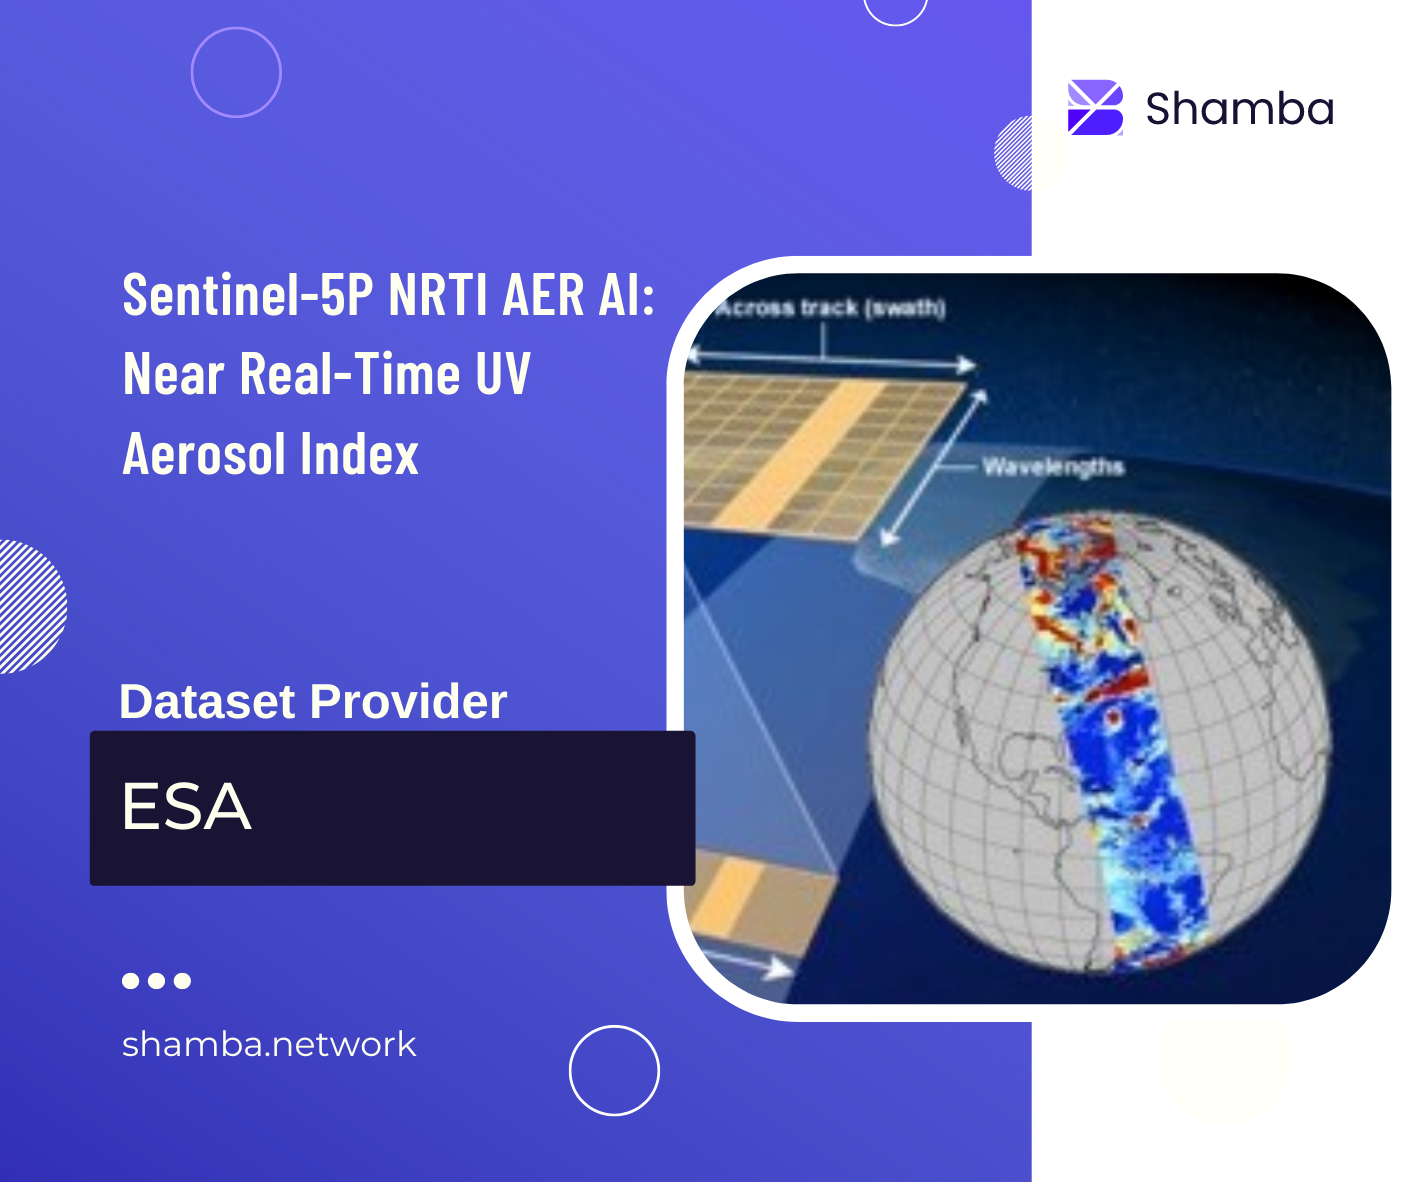 Shamba
Sentinel-5P NRTI AER AI:
Near Real-Time UV
Aerosol Index
Across track (swath)
Wavelengths
Dataset Provider
ESA
shamba.network